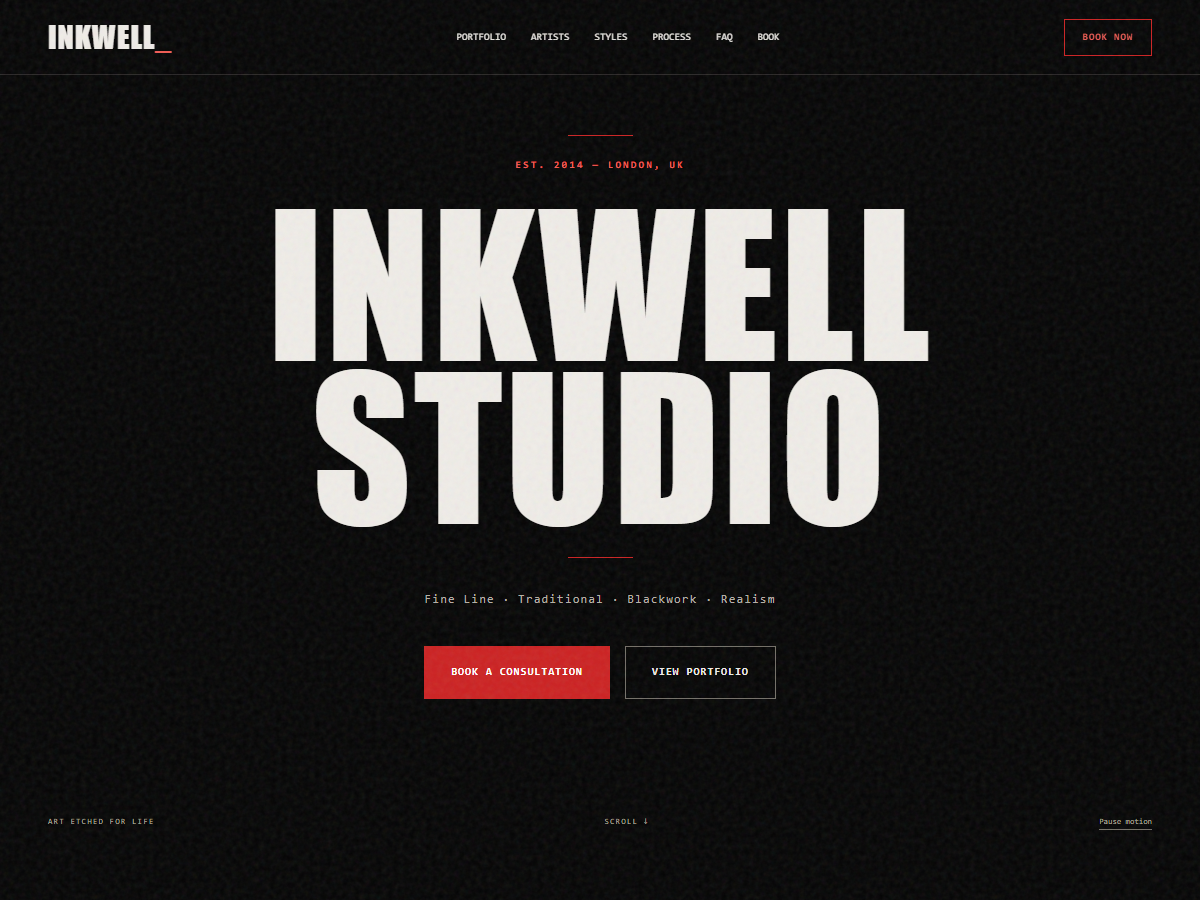 INKWELL_
PORTFOLIO ARTISTS STYLES PROCESS FAQ BOOK
BOOK NOW
EST. 2014 — LONDON, UK
INKWELL
STUDIO
Fine Line · Traditional · Blackwork · Realism
BOOK A CONSULTATION
VIEW PORTFOLIO
ART ETCHED FOR LIFE
SCROLL ↓
Pause motion